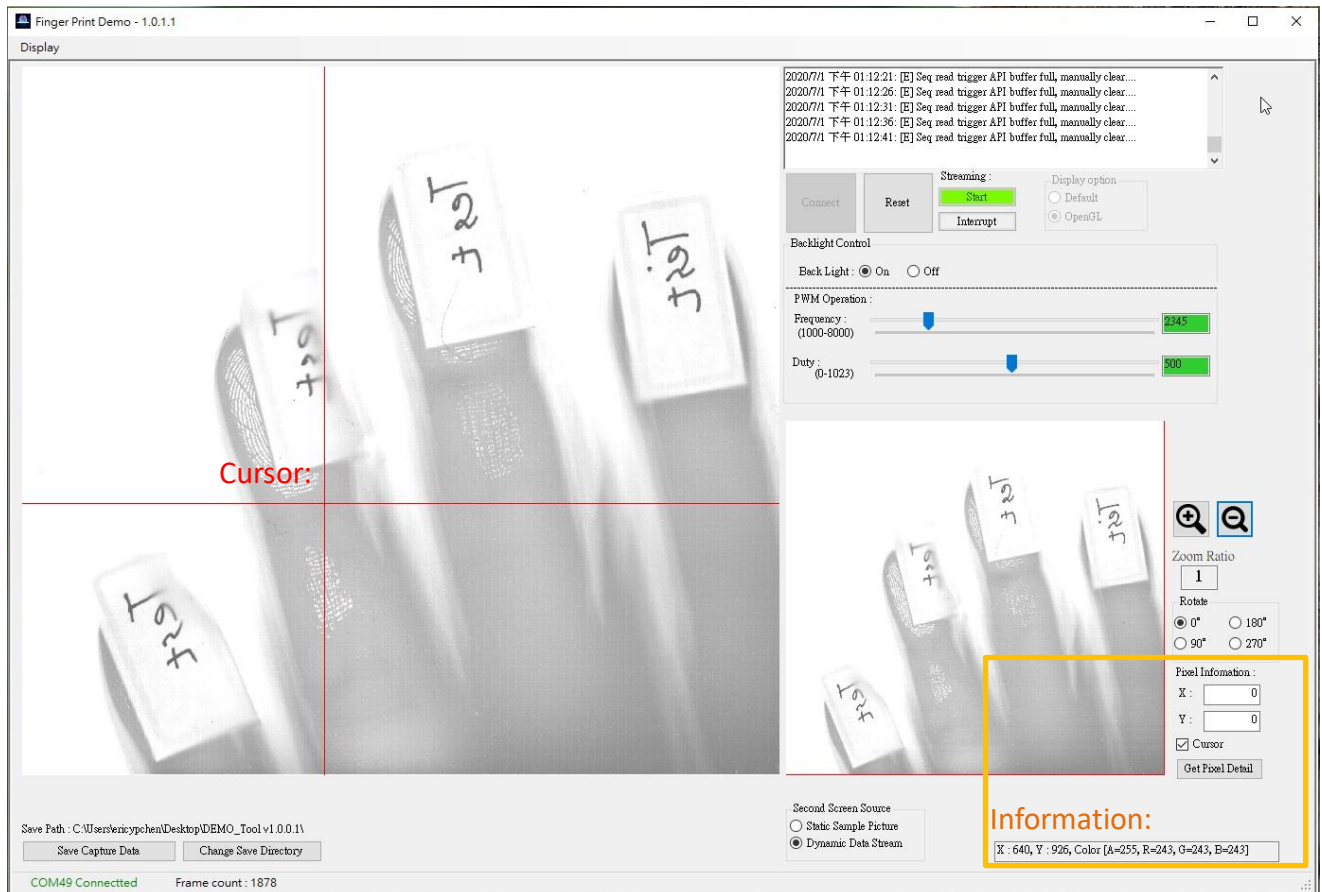 Finger Print Demo - 1.0.1.1
Display
2020/7/1 下午 01:12:21: [E] Seq read trigger API buffer full, manually clear....
2020/7/1 下午 01:12:26: [E] Seq read trigger API buffer full, manually clear....
2020/7/1 下午 01:12:31: [E] Seq read trigger API buffer full, manually clear....
2020/7/1 下午 01:12:36: [E] Seq read trigger API buffer full, manually clear....
2020/7/1 下午 01:12:41: [E] Seq read trigger API buffer full, manually clear....
Connect
Reset
Streaming :
Start
Interrupt
Display option
Default
OpenGL
Backlight Control
Back Light : On Off
PWM Operation :
Frequency :
(1000-8000)
2345
Duty :
(0-1023)
500
Cursor:
Zoom Ratio
1
Rotate
0° 180°
90° 270°
Pixel Infomation :
X : 0
Y : 0
Cursor
Get Pixel Detail
Second Screen Source
Static Sample Picture
Dynamic Data Stream
Information:
X : 640, Y : 926, Color [A=255, R=243, G=243, B=243]
Save Path : C:\Users\ericypchen\Desktop\DEMO_Tool v1.0.0.1\
Save Capture Data
Change Save Directory
COM49 Connectted
Frame count : 1878